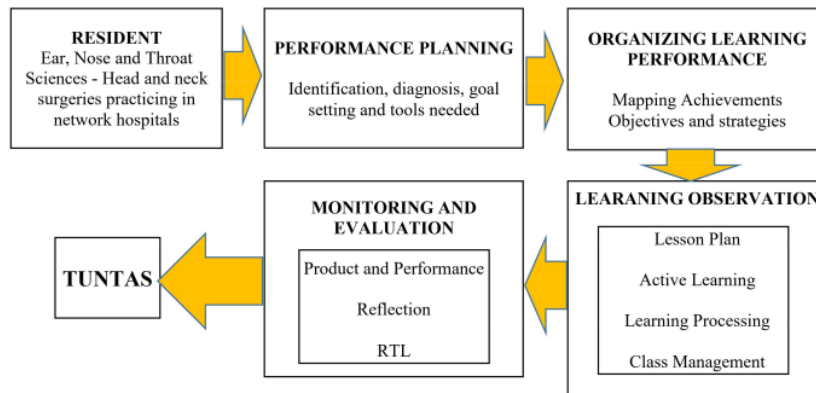 RESIDENT
Ear, Nose and Throat
Sciences - Head and neck
surgeries practicing in
network hospitals
PERFORMANCE PLANNING
Identification, diagnosis, goal
setting and tools needed
ORGANIZING LEARNING
PERFORMANCE
Mapping Achievements
Objectives and strategies
LEARANING OBSERVATION
Lesson Plan
Active Learning
Learning Processing
Class Management
MONITORING AND
EVALUATION
Product and Performance
Reflection
RTL
TUNTAS